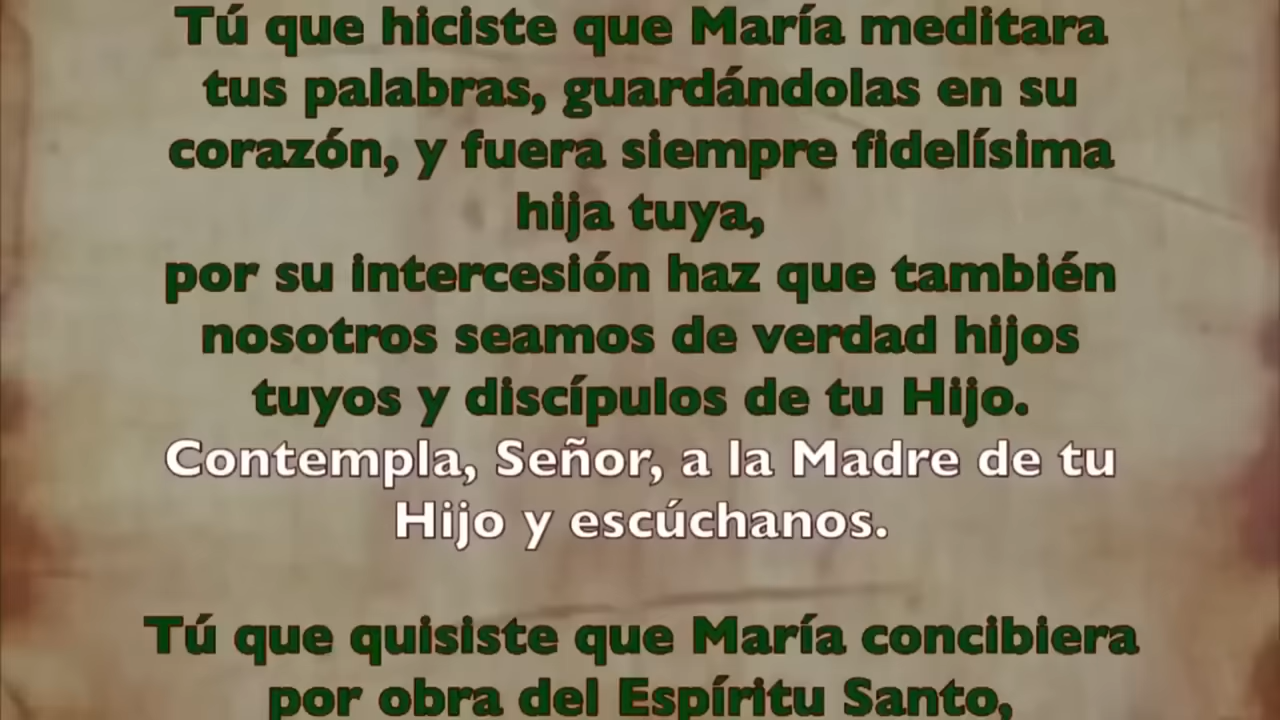 Tú que hiciste que María meditara
tus palabras, guardándolas en su
corazón, y fuera siempre fidelísima
hija tuya,
por su intercesión haz que también
nosotros seamos de verdad hijos
tuyos y discípulos de tu Hijo.
Contempla, Señor, a la Madre de tu
Hijo y escúchanos.
Tú que quisiste que María concibiera
por obra del Espíritu Santo,